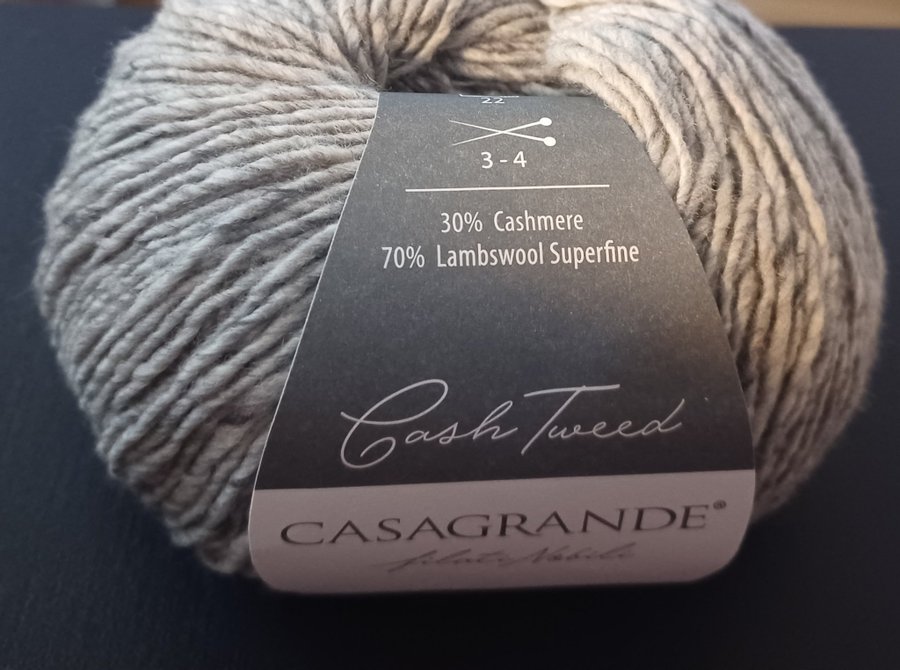 22
3 - 4
30% Cashmere
70% Lambswool Superfine
Cash Tweed
CASAGRANDE®
filati Nobili